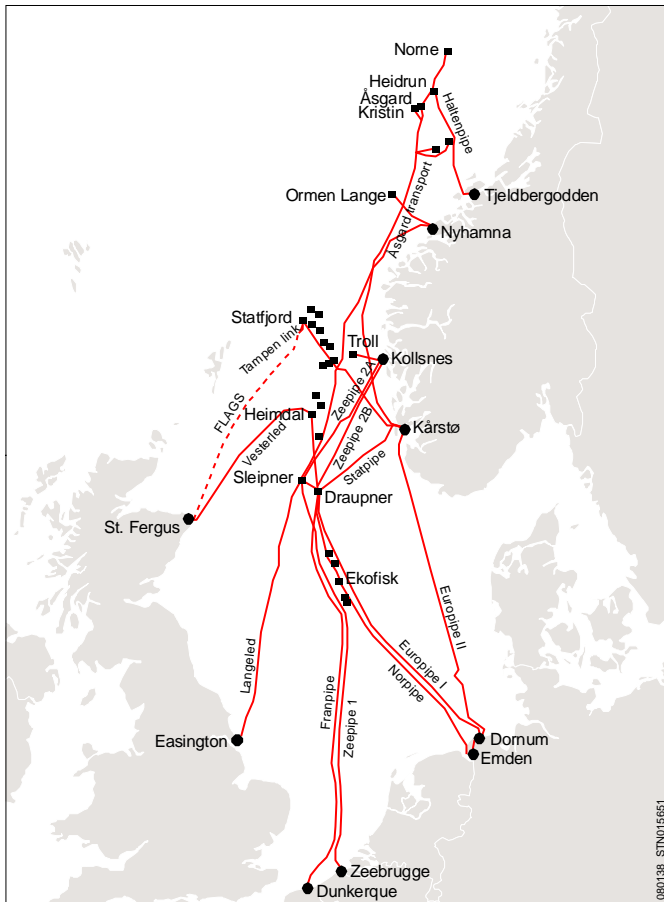 Norne
Heidrun
Åsgard
Kristin
Haltenpipe
Ormen Lange
Åsgard transport
Tjeldbergodden
Nyhamna
Statfjord
Tampen link
Troll
Kollsnes
FLAGS
Heimdal
Vesterled
Zeepipe 2A
Zeepipe 2B
Kårstø
Statpipe
Sleipner
Draupner
St. Fergus
Ekofisk
Langeled
Franpipe
Zeepipe 1
Europipe I
Norpipe
Europipe II
Easington
Dornum
Emden
Zeebrugge
Dunkerque
080138_STN015651